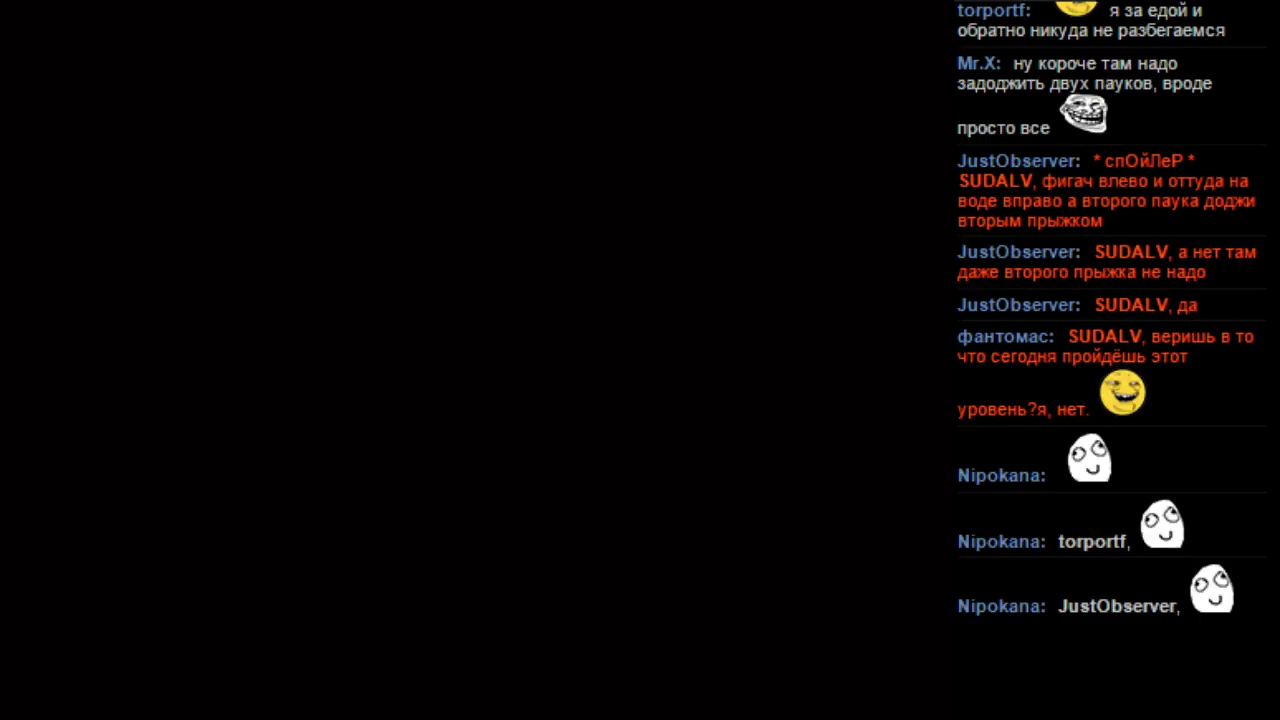 torportf: я за едой и
обратно никуда не разбегаемся
Mr.X: ну короче там надо
задоджить двух пауков, вроде
просто все
JustObserver: * спОйЛеР *
SUDALV, фигач влево и оттуда на
воде вправо а второго паука доджи
вторым прыжком
JustObserver: SUDALV, а нет там
даже второго прыжка не надо
JustObserver: SUDALV, да
фантомас: SUDALV, веришь в то
что сегодня пройдёшь этот
уровень?я, нет.
Nipokana:
Nipokana: torportf,
Nipokana: JustObserver,